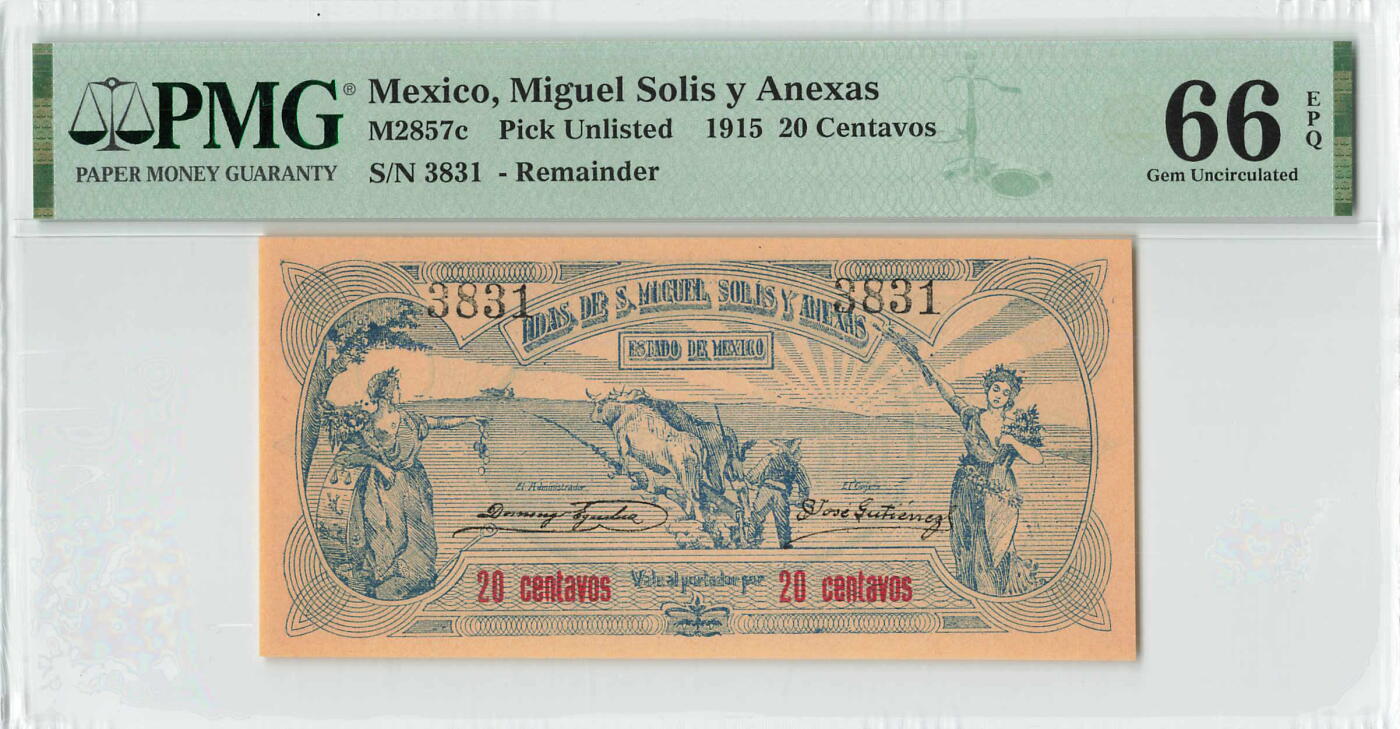 PMG®
PAPER MONEY GUARANTY
Mexico, Miguel Solis y Anexas
M2857c Pick Unlisted 1915 20 Centavos
S/N 3831 - Remainder
66 EPQ
Gem Uncirculated
3831 3831
HDAS. DE S. MIGUEL, SOLIS Y ANEXAS
ESTADO DE MEXICO
El Administrador El Cajero
Domingo José Gutiérrez
20 centavos Vale al portador por 20 centavos